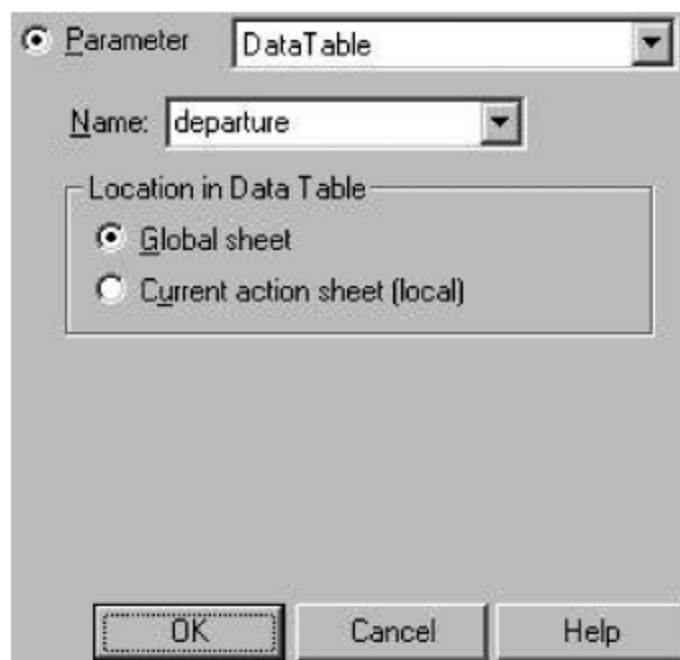 Parameter DataTable
Name: departure
Location in Data Table
Global sheet
Current action sheet (local)
OK Cancel Help